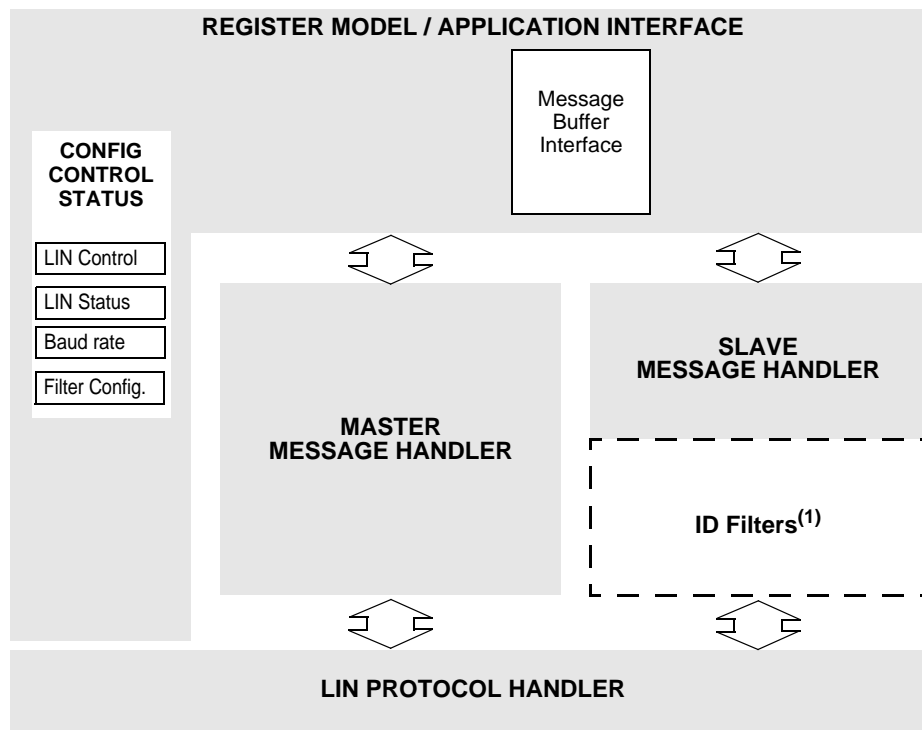 REGISTER MODEL / APPLICATION INTERFACE
Message
Buffer
Interface
CONFIG
CONTROL
STATUS
LIN Control
LIN Status
Baud rate
Filter Config.
MASTER
MESSAGE HANDLER
SLAVE
MESSAGE HANDLER
ID Filters(1)
LIN PROTOCOL HANDLER